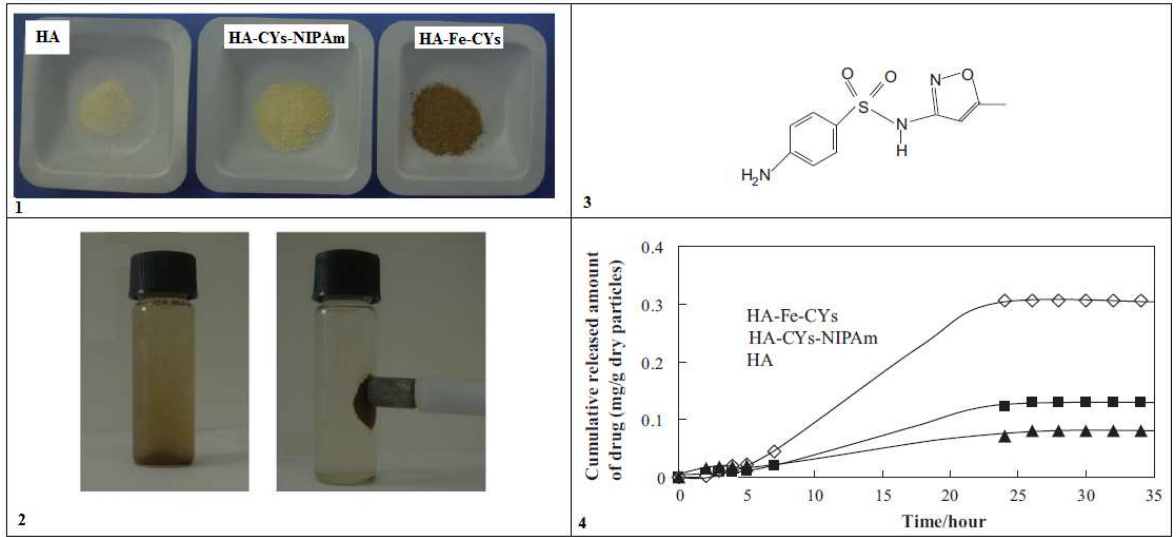 HA
HA-CYs-NIPAm
HA-Fe-CYs
1
O
O
N
O
S
N
H
H₂N
3
2
0.4
0.3
0.2
0.1
0
HA-Fe-CYs
HA-CYs-NIPAm
HA
Cumulative released amount
of drug (mg/g dry particles)
0
5
10
15
20
25
30
35
Time/hour
4